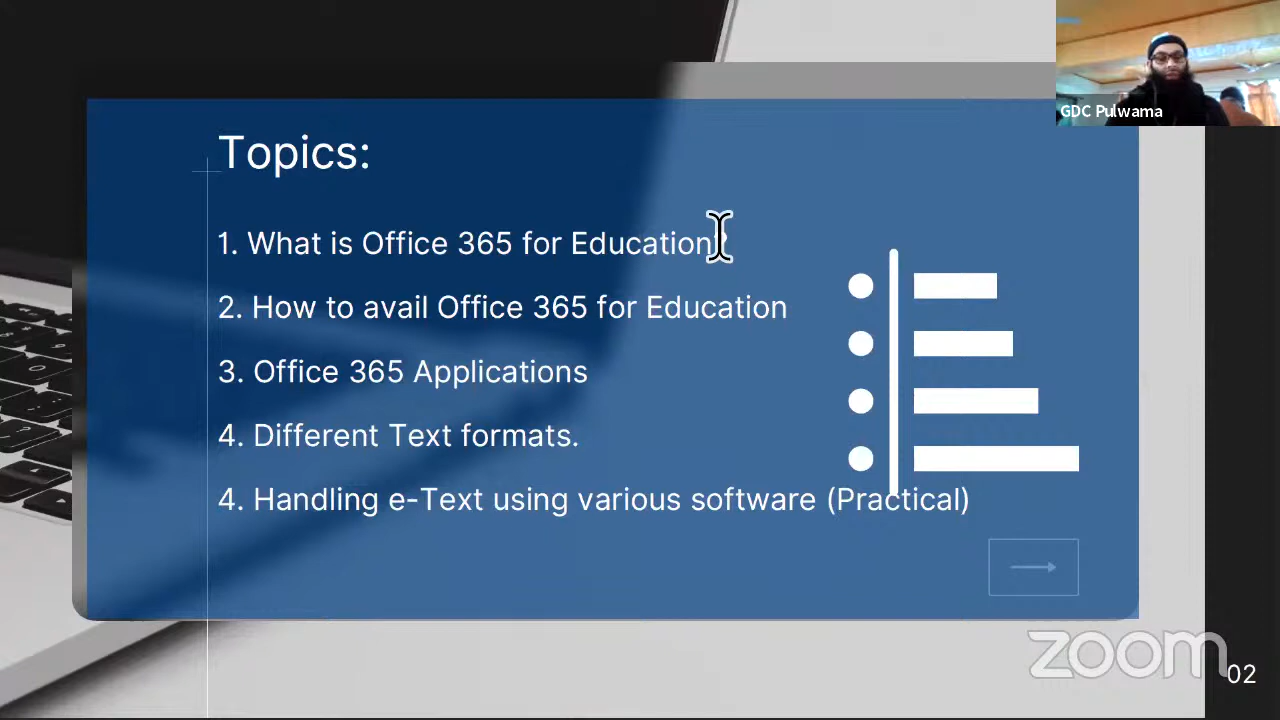 GDC Pulwama
Topics:
1. What is Office 365 for Education?
2. How to avail Office 365 for Education
3. Office 365 Applications
4. Different Text formats.
4. Handling e-Text using various software (Practical)
zoom
02